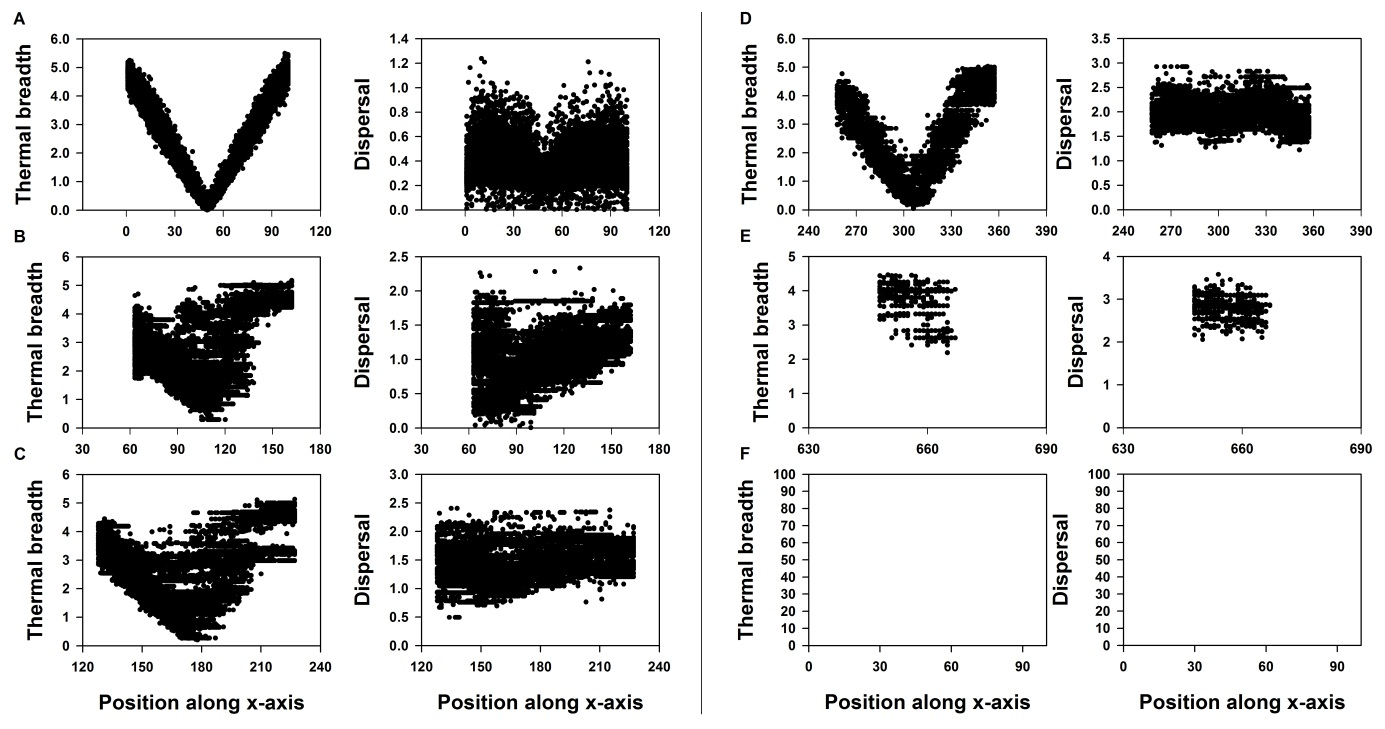 A
Thermal breadth
6.0
5.0
4.0
3.0
2.0
1.0
0.0
0 30 60 90 120
Dispersal
1.4
1.2
1.0
0.8
0.6
0.4
0.2
0.0
0 30 60 90 120
B
Thermal breadth
6
5
4
3
2
1
0
30 60 90 120 150 180
Dispersal
2.5
2.0
1.5
1.0
0.5
0.0
30 60 90 120 150 180
C
Thermal breadth
6
5
4
3
2
1
0
120 150 180 210 240
Position along x-axis
Dispersal
3.0
2.5
2.0
1.5
1.0
0.5
0.0
120 150 180 210 240
Position along x-axis
D
Thermal breadth
6.0
5.0
4.0
3.0
2.0
1.0
0.0
240 270 300 330 360 390
Dispersal
3.5
3.0
2.5
2.0
1.5
1.0
0.5
0.0
240 270 300 330 360 390
E
Thermal breadth
5
4
3
2
1
0
630 660 690
Dispersal
4
3
2
1
0
630 660 690
F
Thermal breadth
100
90
80
70
60
50
40
30
20
10
0
0 30 60 90
Position along x-axis
Dispersal
100
90
80
70
60
50
40
30
20
10
0
0 30 60 90
Position along x-axis